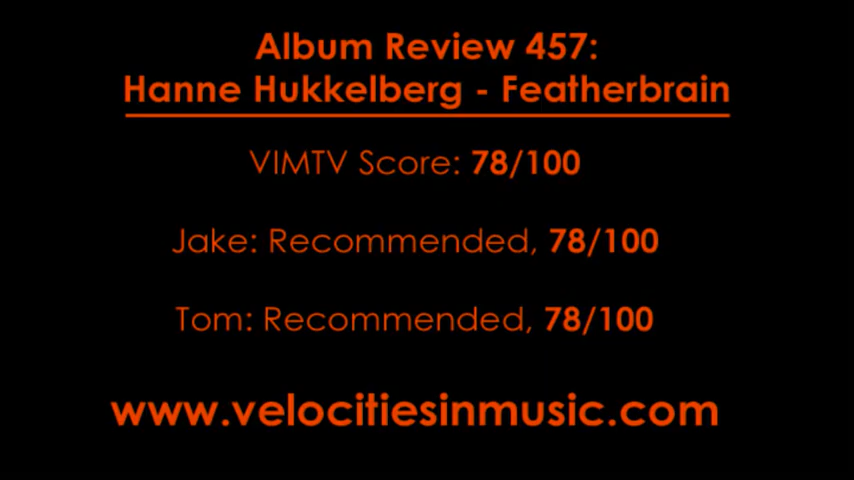 Album Review 457:
Hanne Hukkelberg - Featherbrain
VIMTV Score: 78/100
Jake: Recommended, 78/100
Tom: Recommended, 78/100
www.velocitiesinmusic.com